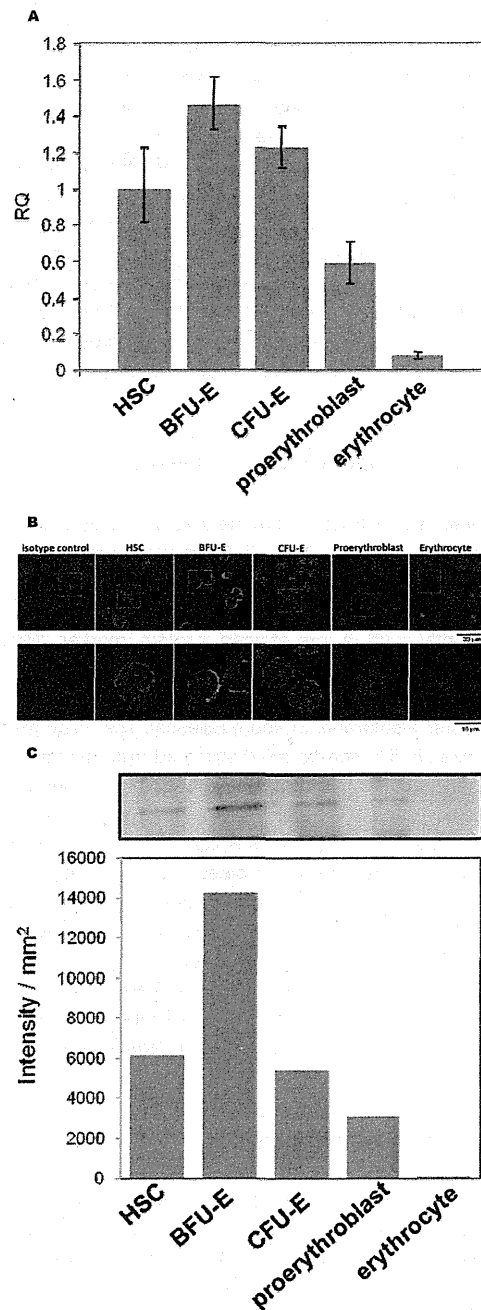 A
1.8
1.6
1.4
1.2
1
0.8
0.6
0.4
0.2
0
RQ
HSC
BFU-E
CFU-E
proerythroblast
erythrocyte
B
Isotype control HSC BFU-E CFU-E Proerythroblast Erythrocyte
C
16000
14000
12000
10000
8000
6000
4000
2000
0
Intensity / mm²
HSC
BFU-E
CFU-E
proerythroblast
erythrocyte